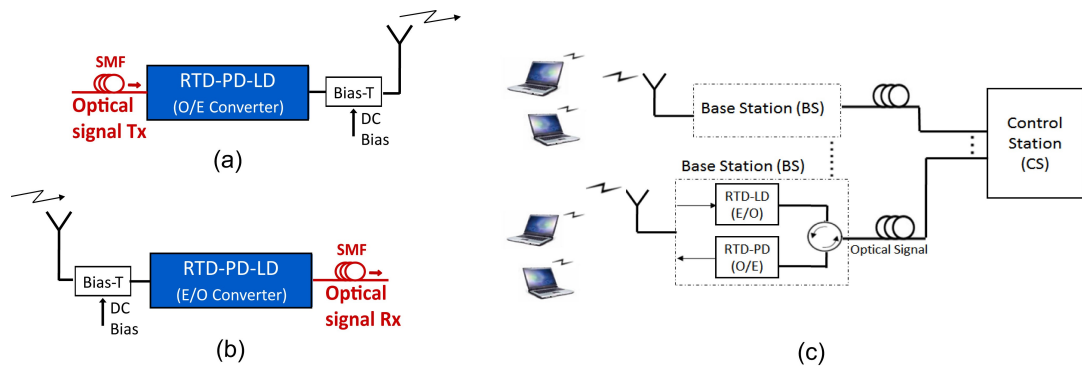 SMF
Optical
signal Tx
RTD-PD-LD
(O/E Converter)
Bias-T
DC
Bias
(a)
Bias-T
DC
Bias
RTD-PD-LD
(E/O Converter)
SMF
Optical
signal Rx
(b)
Base Station (BS)
Base Station (BS)
RTD-LD
(E/O)
RTD-PD
(O/E)
Optical Signal
Control
Station
(CS)
(c)